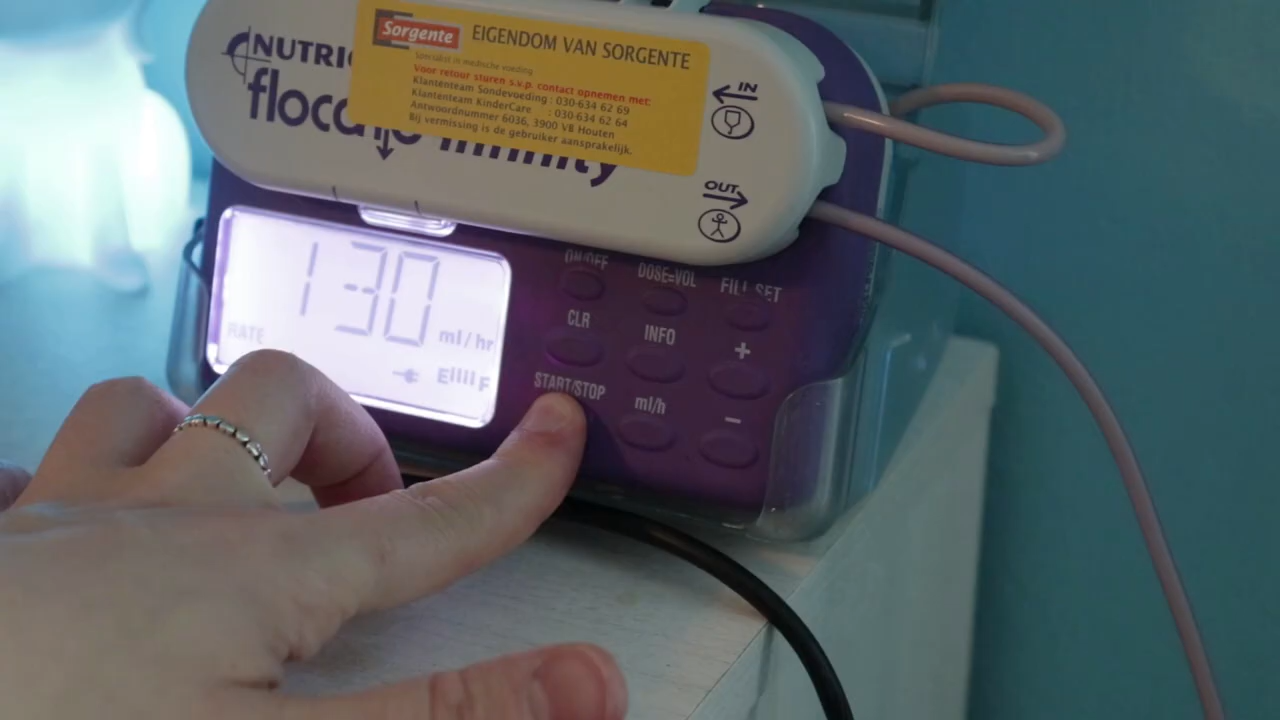 NUTRIC
Sorgente
EIGENDOM VAN SORGENTE
Specialist in medische voeding
Voor retour sturen s.v.p. contact opnemen met:
Klantenteam Sondevoeding : 030-634 62 69
Klantenteam KinderCare : 030-634 62 64
Antwoordnummer 6036, 3900 VB Houten
Bij vermissing is de gebruiker aansprakelijk.
infinity
IN
OUT
130
RATE
ml/hr
E F
ON/OFF
DOSE=VOL
FILL SET
CLR
INFO
+
START/STOP
ml/h
−